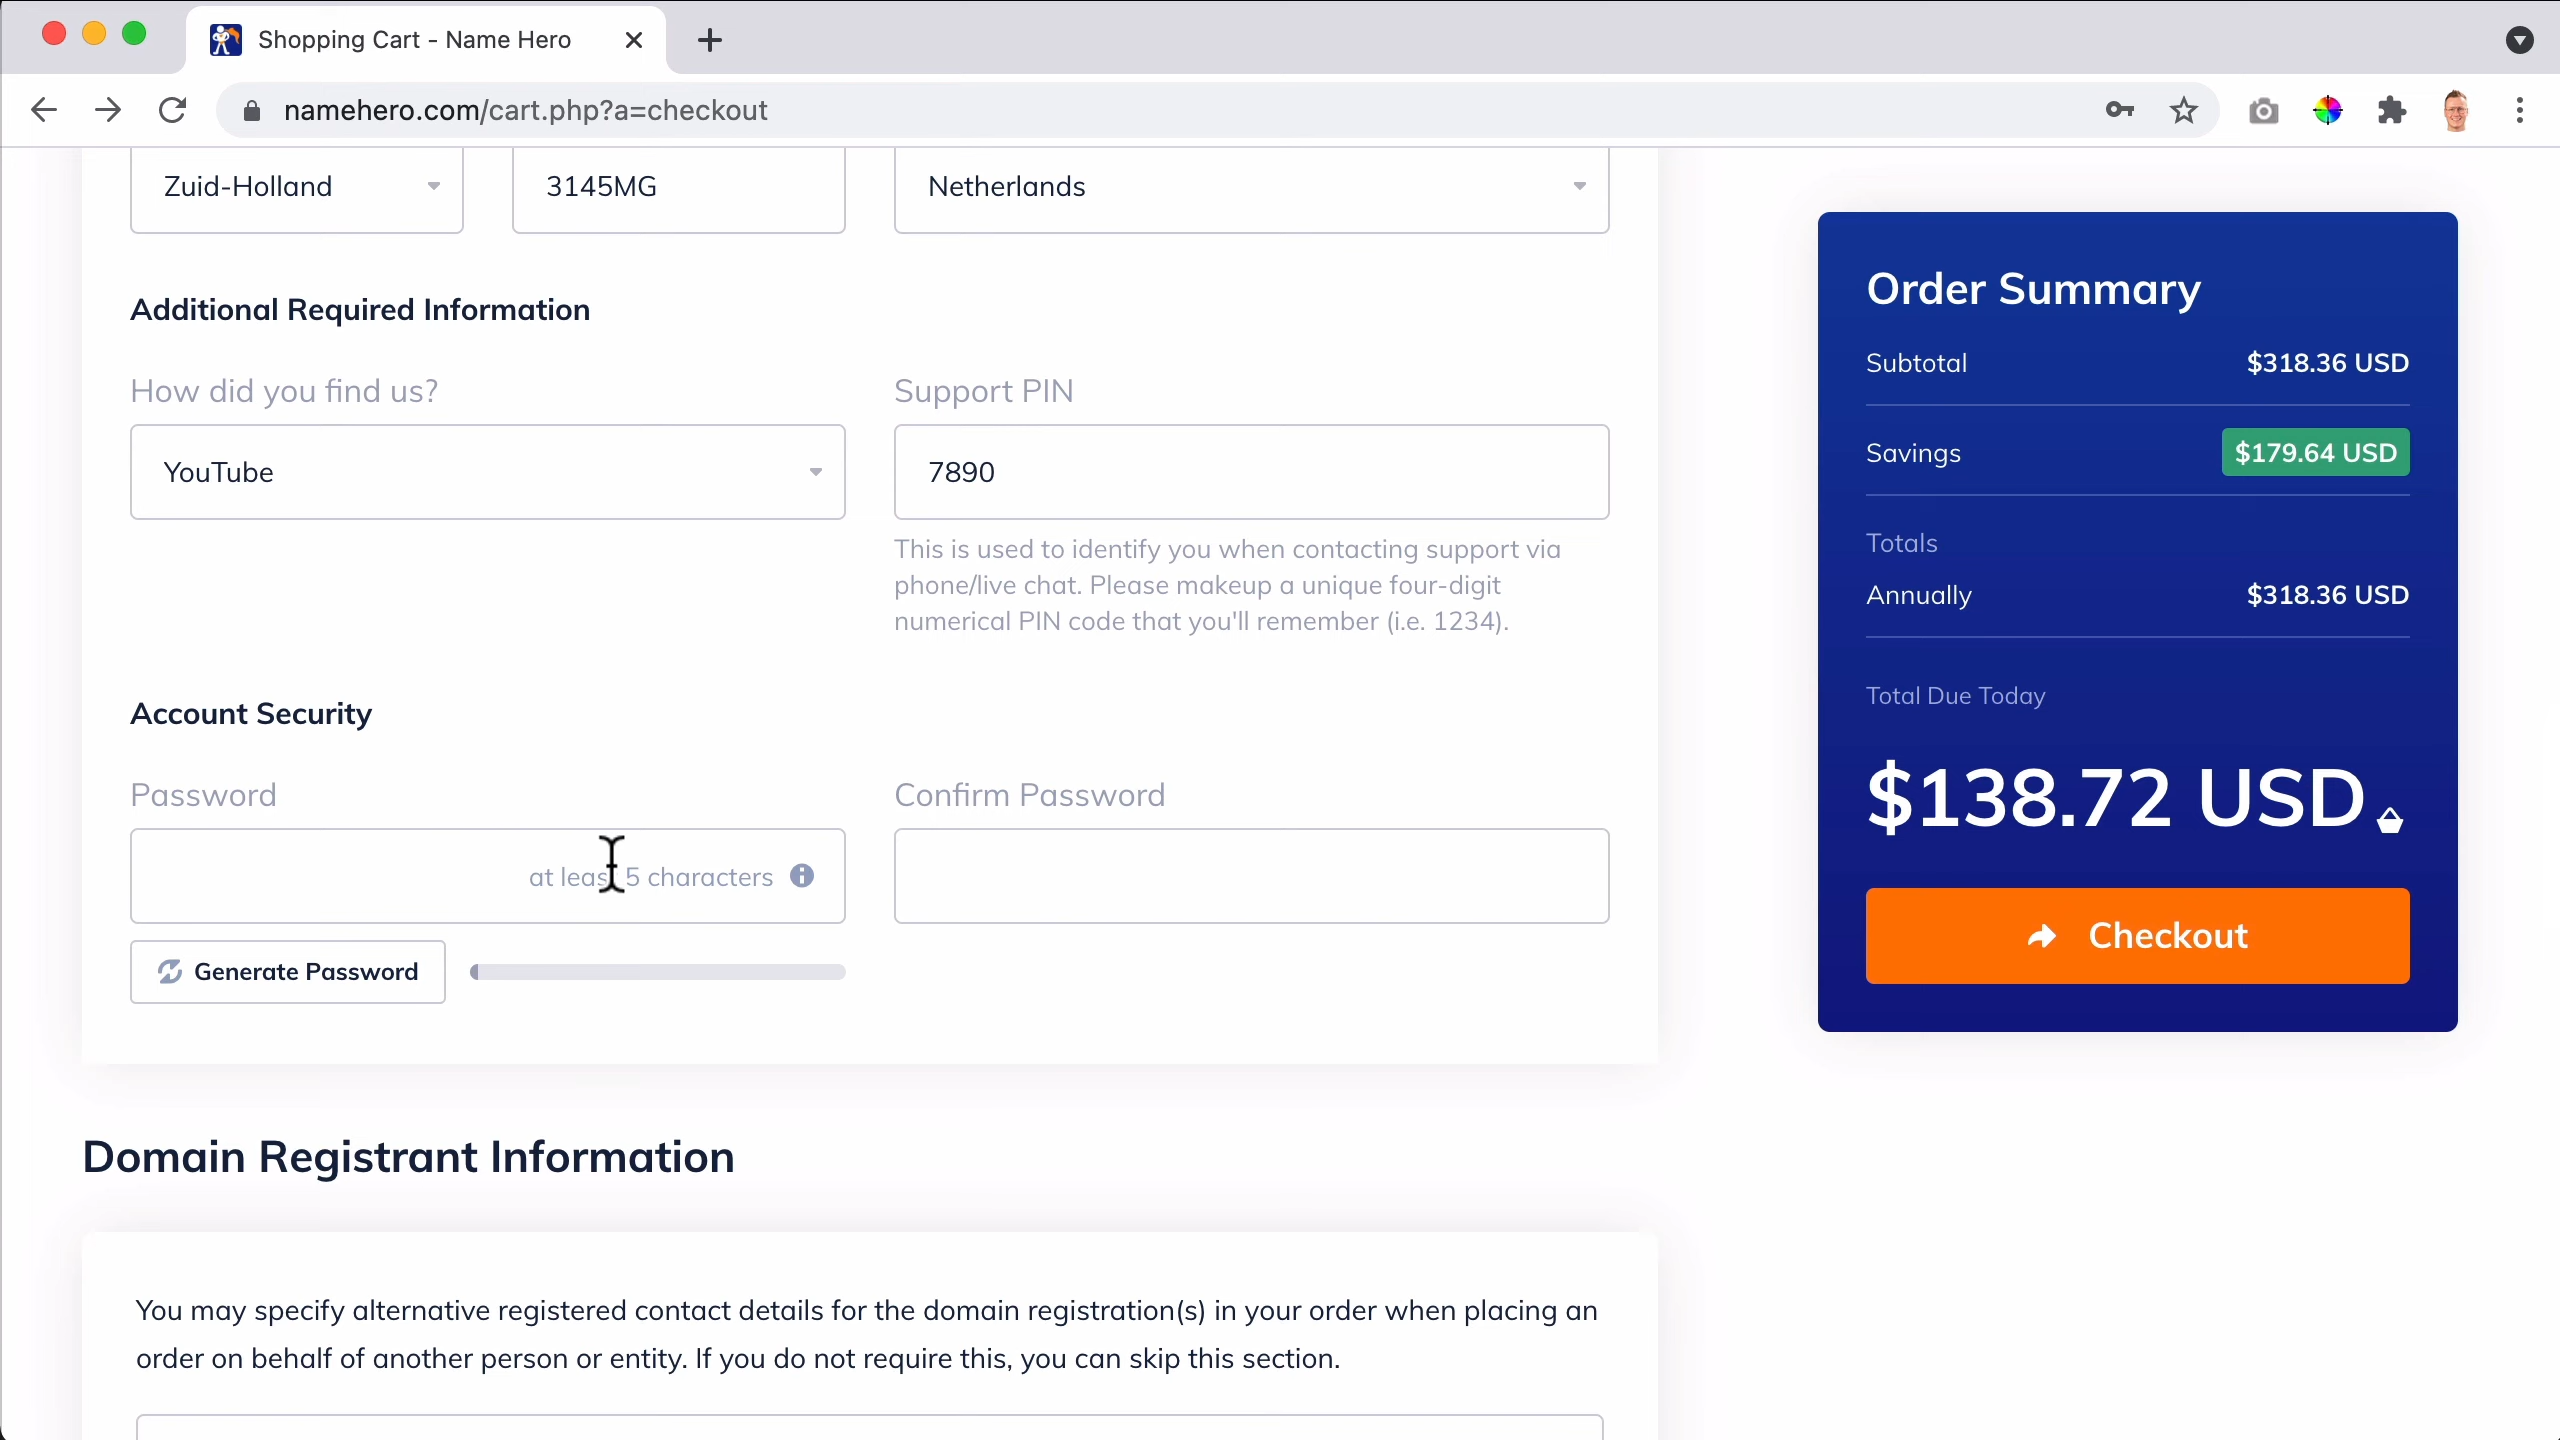 Shopping Cart - Name Hero
namehero.com/cart.php?a=checkout
Zuid-Holland
3145MG
Netherlands
Additional Required Information
How did you find us?
Support PIN
YouTube
7890
This is used to identify you when contacting support via
phone/live chat. Please makeup a unique four-digit
numerical PIN code that you'll remember (i.e. 1234).
Account Security
Password
Confirm Password
at least 5 characters
Generate Password
Domain Registrant Information
You may specify alternative registered contact details for the domain registration(s) in your order when placing an
order on behalf of another person or entity. If you do not require this, you can skip this section.
Order Summary
Subtotal $318.36 USD
Savings $179.64 USD
Totals
Annually $318.36 USD
Total Due Today
$138.72 USD
Checkout